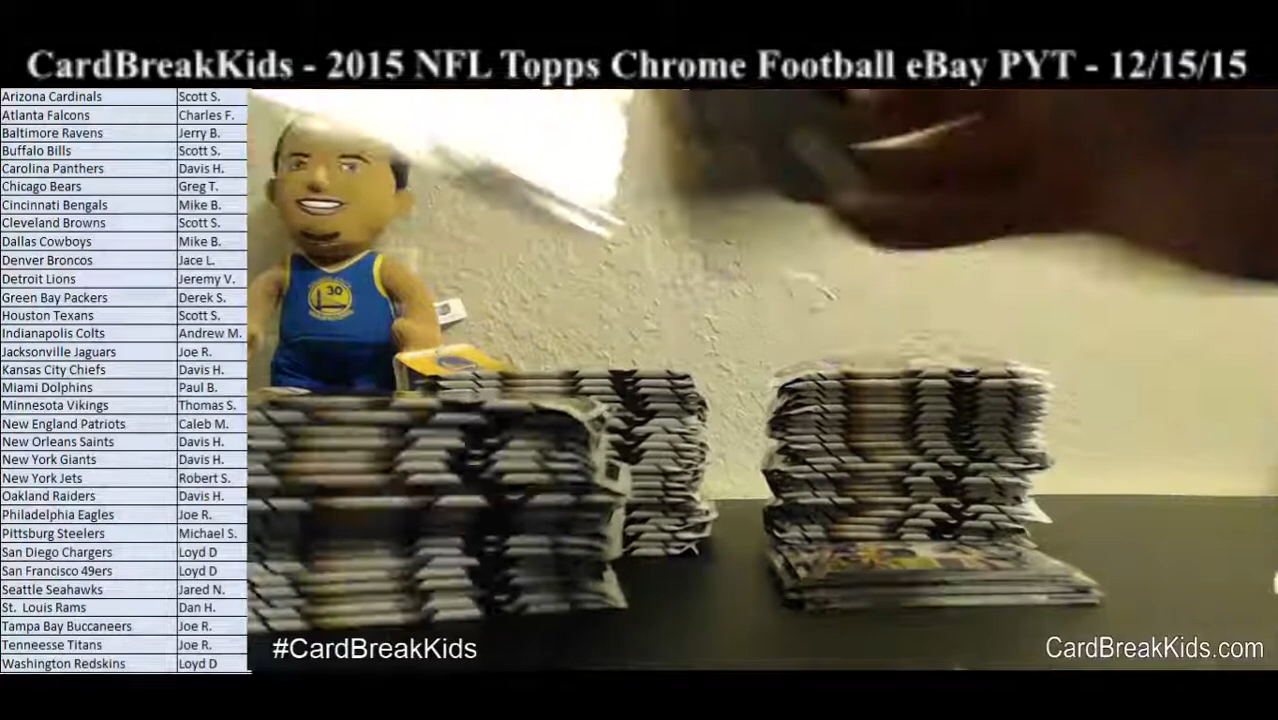 CardBreakKids - 2015 NFL Topps Chrome Football eBay PYT - 12/15/15
Arizona Cardinals Scott S.
Atlanta Falcons Charles F.
Baltimore Ravens Jerry B.
Buffalo Bills Scott S.
Carolina Panthers Davis H.
Chicago Bears Greg T.
Cincinnati Bengals Mike B.
Cleveland Browns Scott S.
Dallas Cowboys Mike B.
Denver Broncos Jace L.
Detroit Lions Jeremy V.
Green Bay Packers Derek S.
Houston Texans Scott S.
Indianapolis Colts Andrew M.
Jacksonville Jaguars Joe R.
Kansas City Chiefs Davis H.
Miami Dolphins Paul B.
Minnesota Vikings Thomas S.
New England Patriots Caleb M.
New Orleans Saints Davis H.
New York Giants Davis H.
New York Jets Robert S.
Oakland Raiders Davis H.
Philadelphia Eagles Joe R.
Pittsburg Steelers Michael S.
San Diego Chargers Loyd D
San Francisco 49ers Loyd D
Seattle Seahawks Jared N.
St. Louis Rams Dan H.
Tampa Bay Buccaneers Joe R.
Tenneesse Titans Joe R.
Washington Redskins Loyd D
30
#CardBreakKids
CardBreakKids.com